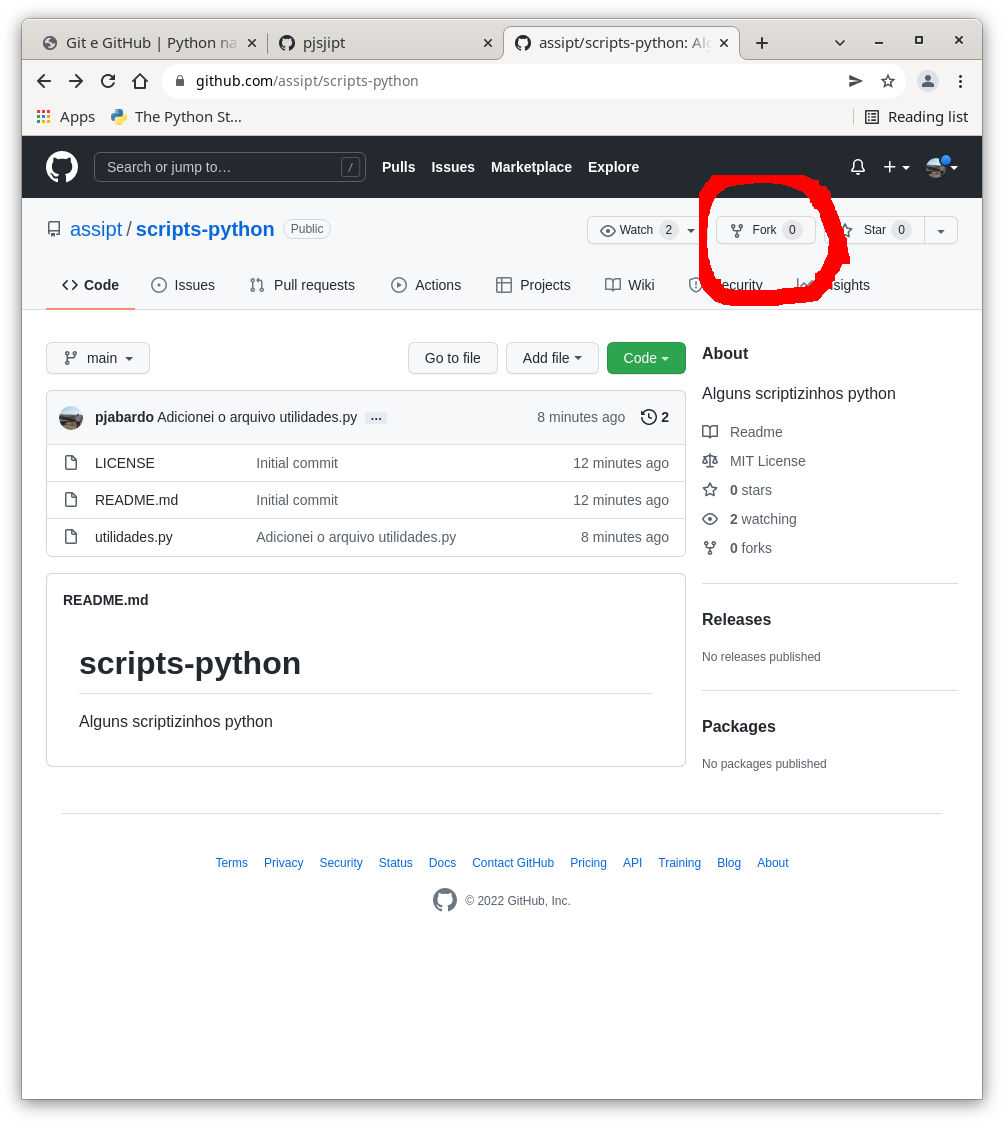 Git e GitHub | Python na
pjsjipt
assipt/scripts-python: Alg
github.com/assipt/scripts-python
Apps
The Python St...
Reading list
Search or jump to…
/
Pulls
Issues
Marketplace
Explore
assipt / scripts-python
Public
Watch 2
Fork 0
Star 0
Code
Issues
Pull requests
Actions
Projects
Wiki
main
Go to file
Add file
Code
pjabardo Adicionei o arquivo utilidades.py ...
8 minutes ago
2
LICENSE
Initial commit
12 minutes ago
README.md
Initial commit
12 minutes ago
utilidades.py
Adicionei o arquivo utilidades.py
8 minutes ago
README.md
scripts-python
Alguns scriptizinhos python
About
Alguns scriptizinhos python
Readme
MIT License
0 stars
2 watching
0 forks
Releases
No releases published
Packages
No packages published
Terms
Privacy
Security
Status
Docs
Contact GitHub
Pricing
API
Training
Blog
About
© 2022 GitHub, Inc.